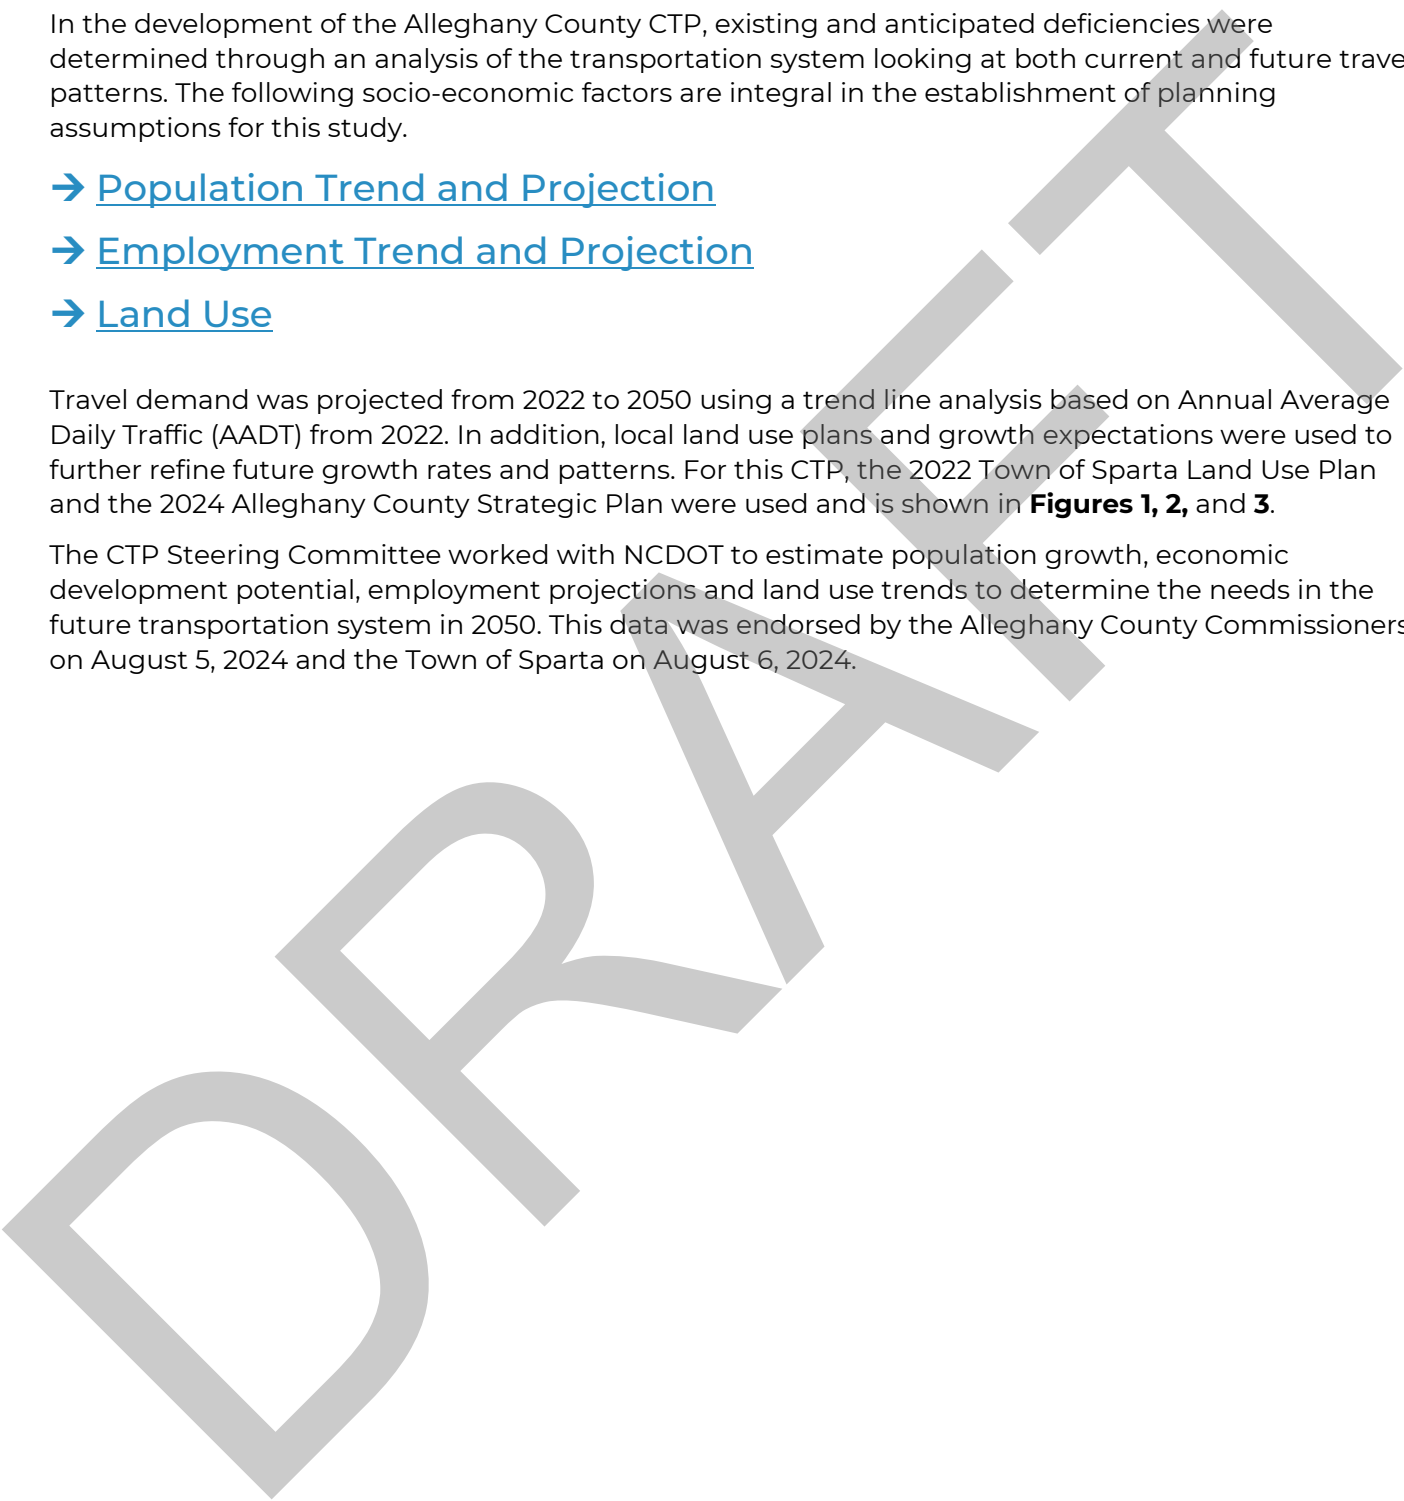 In the development of the Alleghany County CTP, existing and anticipated deficiencies were
determined through an analysis of the transportation system looking at both current and future trave
patterns. The following socio-economic factors are integral in the establishment of planning
assumptions for this study.
→ Population Trend and Projection
→ Employment Trend and Projection
→ Land Use
Travel demand was projected from 2022 to 2050 using a trend line analysis based on Annual Average
Daily Traffic (AADT) from 2022. In addition, local land use plans and growth expectations were used to
further refine future growth rates and patterns. For this CTP, the 2022 Town of Sparta Land Use Plan
and the 2024 Alleghany County Strategic Plan were used and is shown in Figures 1, 2, and 3.
The CTP Steering Committee worked with NCDOT to estimate population growth, economic
development potential, employment projections and land use trends to determine the needs in the
future transportation system in 2050. This data was endorsed by the Alleghany County Commissioners
on August 5, 2024 and the Town of Sparta on August 6, 2024.
DRAFT